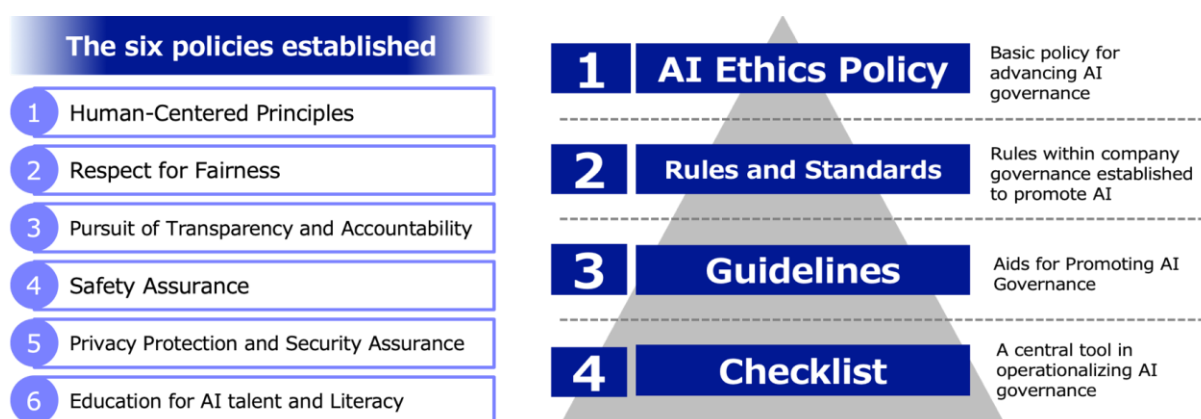 The six policies established
1 Human-Centered Principles
2 Respect for Fairness
3 Pursuit of Transparency and Accountability
4 Safety Assurance
5 Privacy Protection and Security Assurance
6 Education for AI talent and Literacy
1 AI Ethics Policy
Basic policy for
advancing AI
governance
2 Rules and Standards
Rules within company
governance established
to promote AI
3 Guidelines
Aids for Promoting AI
Governance
4 Checklist
A central tool in
operationalizing AI
governance